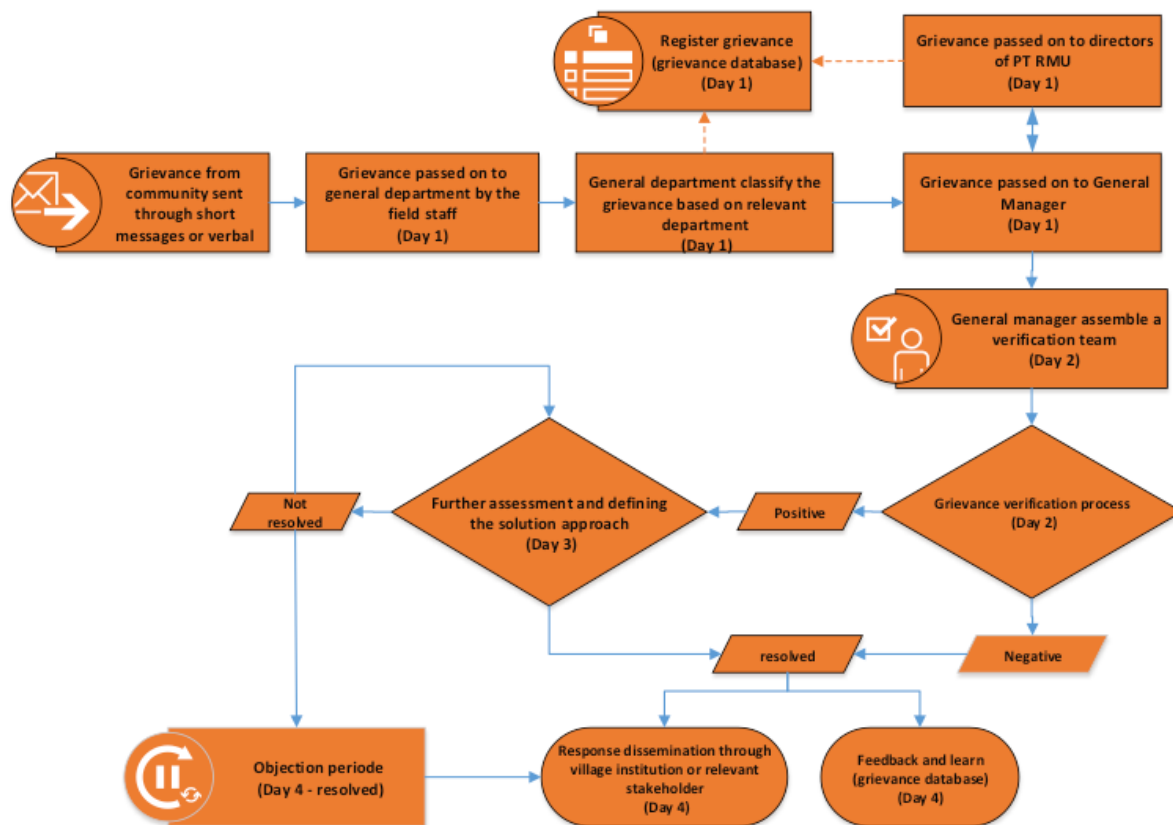 Register grievance
(grievance database)
(Day 1)
Grievance passed on to directors
of PT RMU
(Day 1)
Grievance from
community sent
through short
messages or verbal
Grievance passed on to
general department by the
field staff
(Day 1)
General department classify the
grievance based on relevant
department
(Day 1)
Grievance passed on to General
Manager
(Day 1)
General manager assemble a
verification team
(Day 2)
Grievance verification process
(Day 2)
Positive
Further assessment and defining
the solution approach
(Day 3)
Not
resolved
resolved
Negative
Objection periode
(Day 4 - resolved)
Response dissemination through
village institution or relevant
stakeholder
(Day 4)
Feedback and learn
(grievance database)
(Day 4)